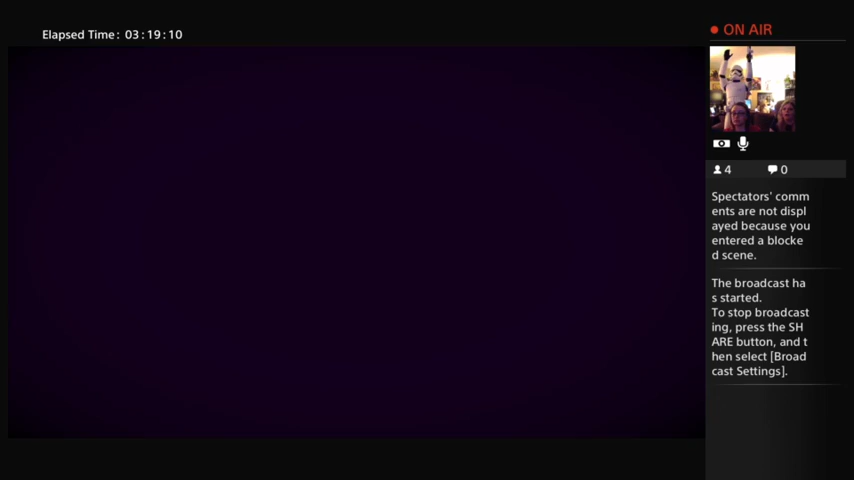 Elapsed Time: 03:19:10
ON AIR
4 0
Spectators' comm
ents are not displ
ayed because you
entered a blocke
d scene.
The broadcast ha
s started.
To stop broadcast
ing, press the SH
ARE button, and t
hen select [Broad
cast Settings].